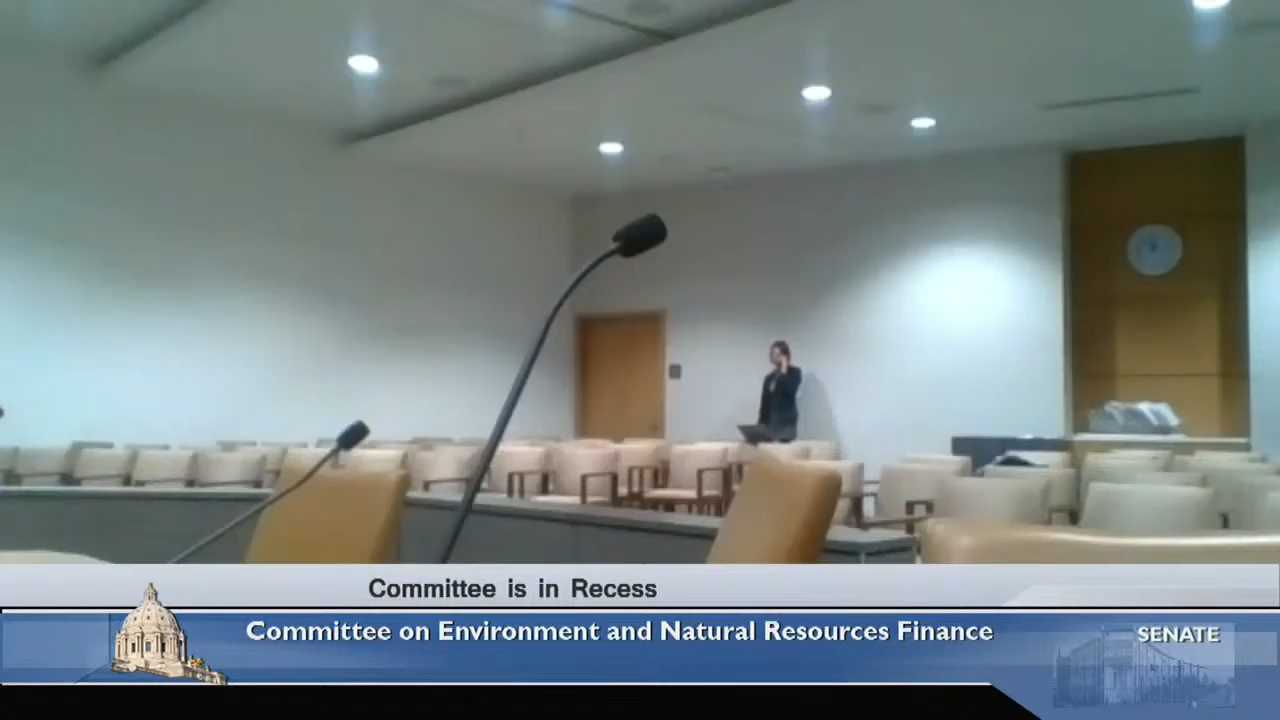 Committee is in Recess
Committee on Environment and Natural Resources Finance
SENATE